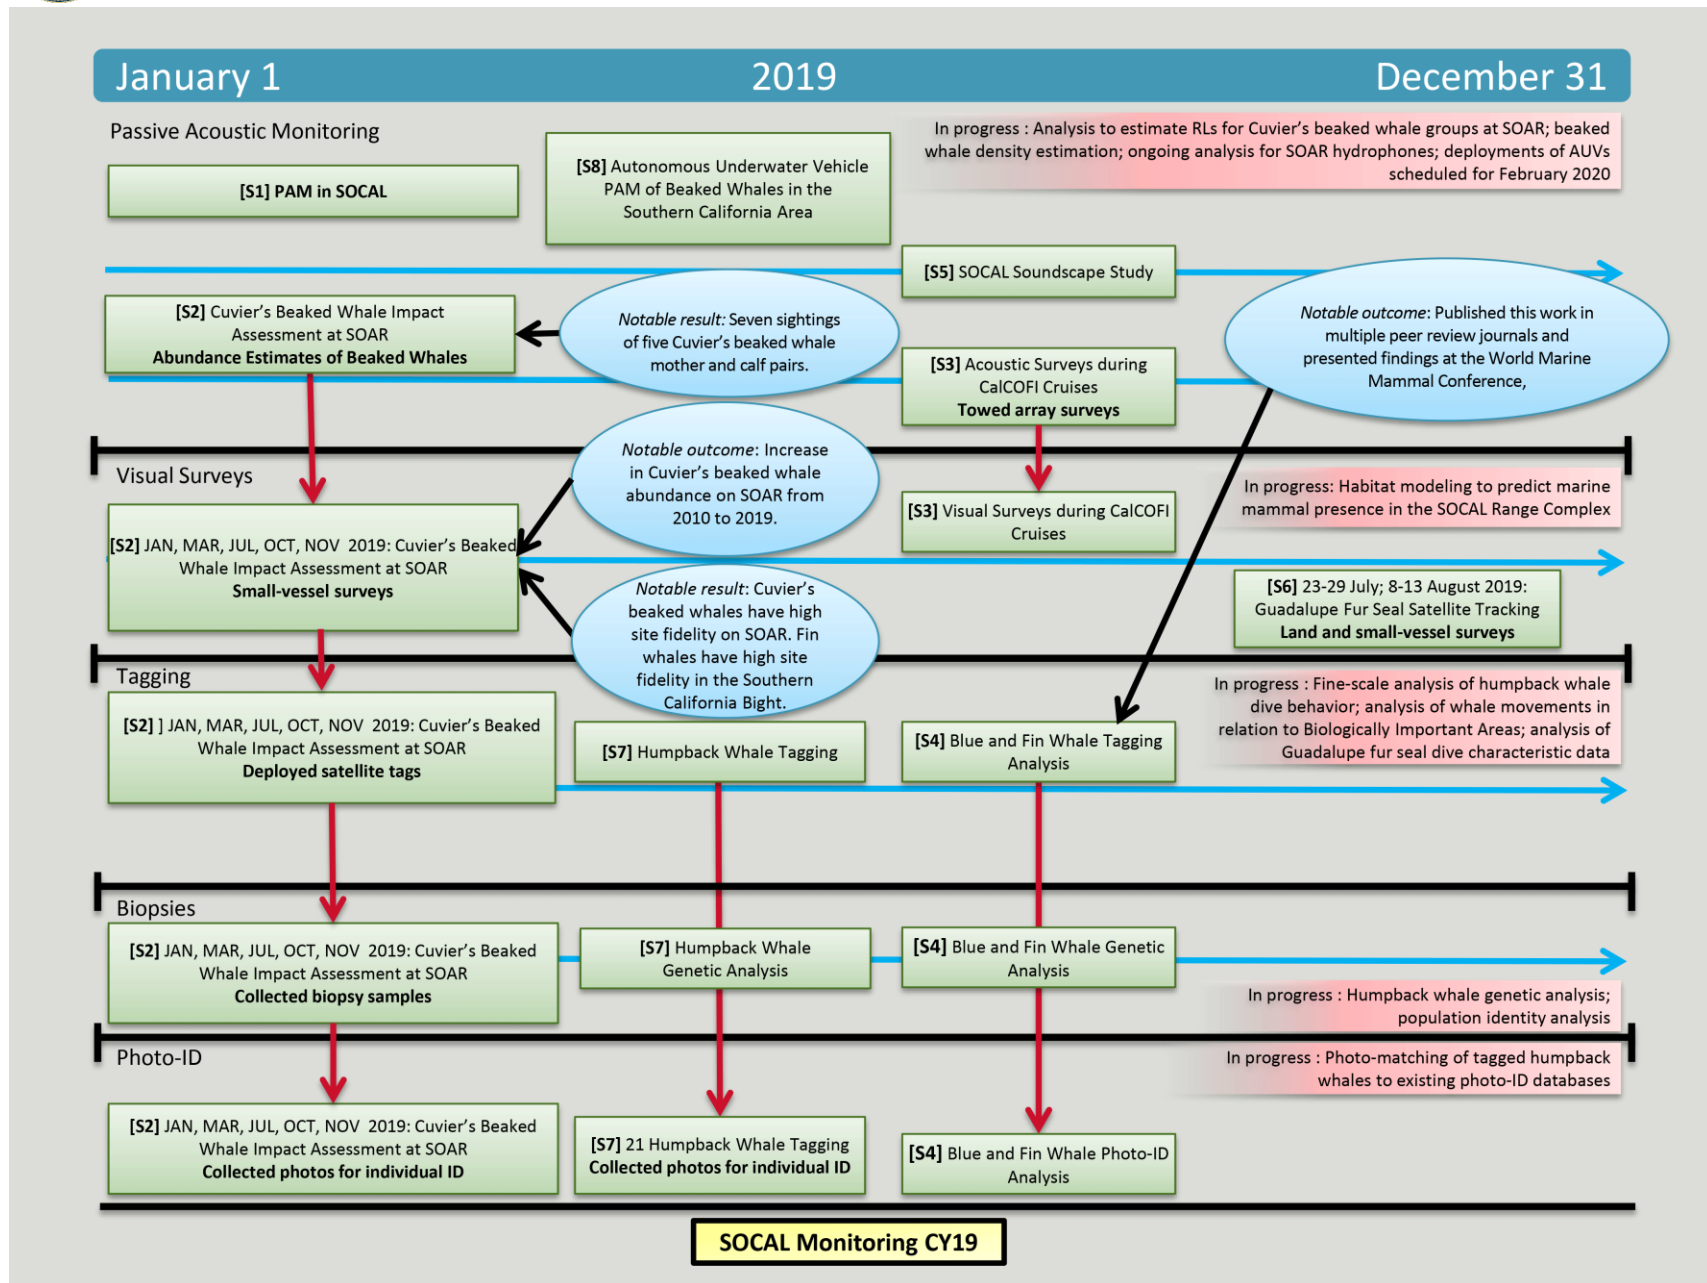 January 1
2019
December 31
Passive Acoustic Monitoring
[S1] PAM in SOCAL
[S8] Autonomous Underwater Vehicle
PAM of Beaked Whales in the
Southern California Area
In progress : Analysis to estimate RLs for Cuvier's beaked whale groups at SOAR; beaked
whale density estimation; ongoing analysis for SOAR hydrophones; deployments of AUVs
scheduled for February 2020
[S5] SOCAL Soundscape Study
[S2] Cuvier's Beaked Whale Impact
Assessment at SOAR
Abundance Estimates of Beaked Whales
Notable result: Seven sightings
of five Cuvier's beaked whale
mother and calf pairs.
[S3] Acoustic Surveys during
CalCOFI Cruises
Towed array surveys
Notable outcome: Published this work in
multiple peer review journals and
presented findings at the World Marine
Mammal Conference,
Visual Surveys
Notable outcome: Increase
in Cuvier's beaked whale
abundance on SOAR from
2010 to 2019.
[S3] Visual Surveys during CalCOFI
Cruises
In progress: Habitat modeling to predict marine
mammal presence in the SOCAL Range Complex
[S2] JAN, MAR, JUL, OCT, NOV 2019: Cuvier's Beaked
Whale Impact Assessment at SOAR
Small-vessel surveys
Notable result: Cuvier's
beaked whales have high
site fidelity on SOAR. Fin
whales have high site
fidelity in the Southern
California Bight.
[S6] 23-29 July; 8-13 August 2019:
Guadalupe Fur Seal Satellite Tracking
Land and small-vessel surveys
Tagging
[S2] ] JAN, MAR, JUL, OCT, NOV 2019: Cuvier's Beaked
Whale Impact Assessment at SOAR
Deployed satellite tags
[S7] Humpback Whale Tagging
[S4] Blue and Fin Whale Tagging
Analysis
In progress : Fine-scale analysis of humpback whale
dive behavior; analysis of whale movements in
relation to Biologically Important Areas; analysis of
Guadalupe fur seal dive characteristic data
Biopsies
[S2] JAN, MAR, JUL, OCT, NOV 2019: Cuvier's Beaked
Whale Impact Assessment at SOAR
Collected biopsy samples
[S7] Humpback Whale
Genetic Analysis
[S4] Blue and Fin Whale Genetic
Analysis
In progress : Humpback whale genetic analysis;
population identity analysis
Photo-ID
In progress : Photo-matching of tagged humpback
whales to existing photo-ID databases
[S2] JAN, MAR, JUL, OCT, NOV 2019: Cuvier's Beaked
Whale Impact Assessment at SOAR
Collected photos for individual ID
[S7] 21 Humpback Whale Tagging
Collected photos for individual ID
[S4] Blue and Fin Whale Photo-ID
Analysis
SOCAL Monitoring CY19